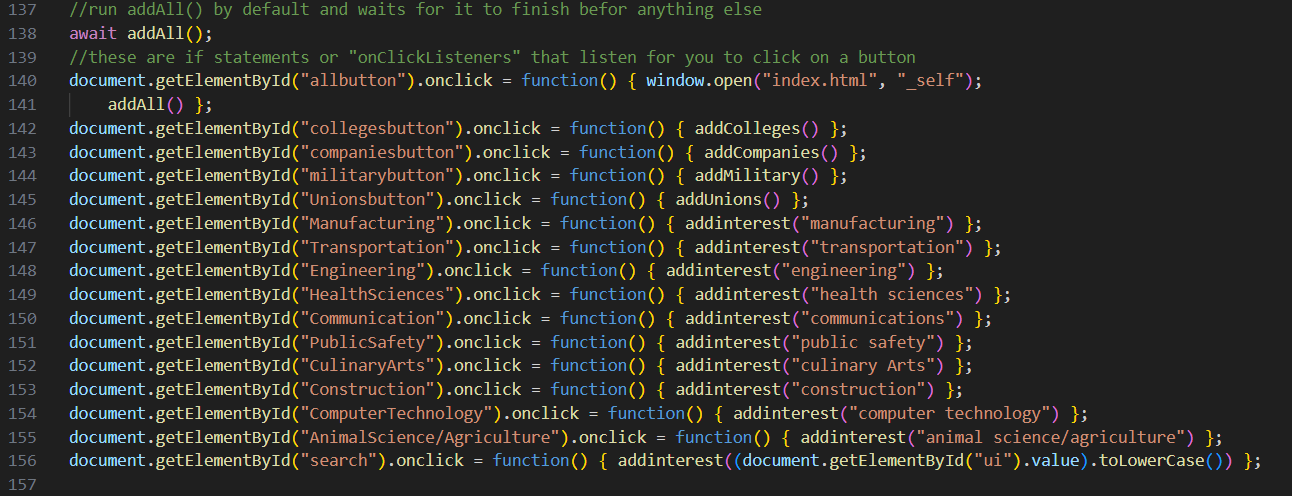 137 //run addAll() by default and waits for it to finish befor anything else
138 await addAll();
139 //these are if statements or "onClickListeners" that listen for you to click on a button
140 document.getElementById("allbutton").onclick = function() { window.open("index.html", "_self");
141 addAll() };
142 document.getElementById("collegesbutton").onclick = function() { addColleges() };
143 document.getElementById("companiesbutton").onclick = function() { addCompanies() };
144 document.getElementById("militarybutton").onclick = function() { addMilitary() };
145 document.getElementById("Unionsbutton").onclick = function() { addUnions() };
146 document.getElementById("Manufacturing").onclick = function() { addinterest("manufacturing") };
147 document.getElementById("Transportation").onclick = function() { addinterest("transportation") };
148 document.getElementById("Engineering").onclick = function() { addinterest("engineering") };
149 document.getElementById("HealthSciences").onclick = function() { addinterest("health sciences") };
150 document.getElementById("Communication").onclick = function() { addinterest("communications") };
151 document.getElementById("PublicSafety").onclick = function() { addinterest("public safety") };
152 document.getElementById("CulinaryArts").onclick = function() { addinterest("culinary Arts") };
153 document.getElementById("Construction").onclick = function() { addinterest("construction") };
154 document.getElementById("ComputerTechnology").onclick = function() { addinterest("computer technology") };
155 document.getElementById("AnimalScience/Agriculture").onclick = function() { addinterest("animal science/agriculture") };
156 document.getElementById("search").onclick = function() { addinterest((document.getElementById("ui").value).toLowerCase()) };
157